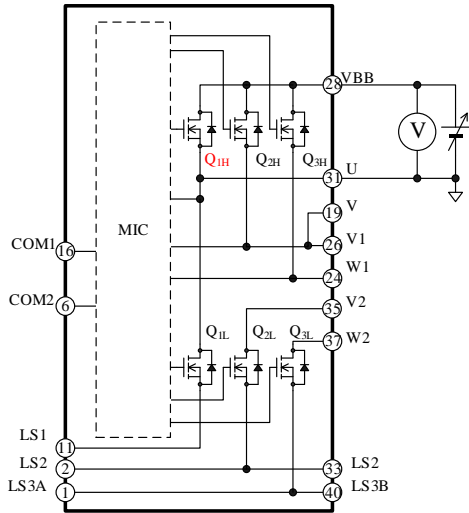 28 VBB
V
Q1H
Q2H
Q3H
31 U
19 V
MIC
COM1 16
26 V1
24 W1
COM2 6
35 V2
37 W2
Q1L
Q2L
Q3L
LS1 11
LS2 2
33 LS2
LS3A 1
40 LS3B